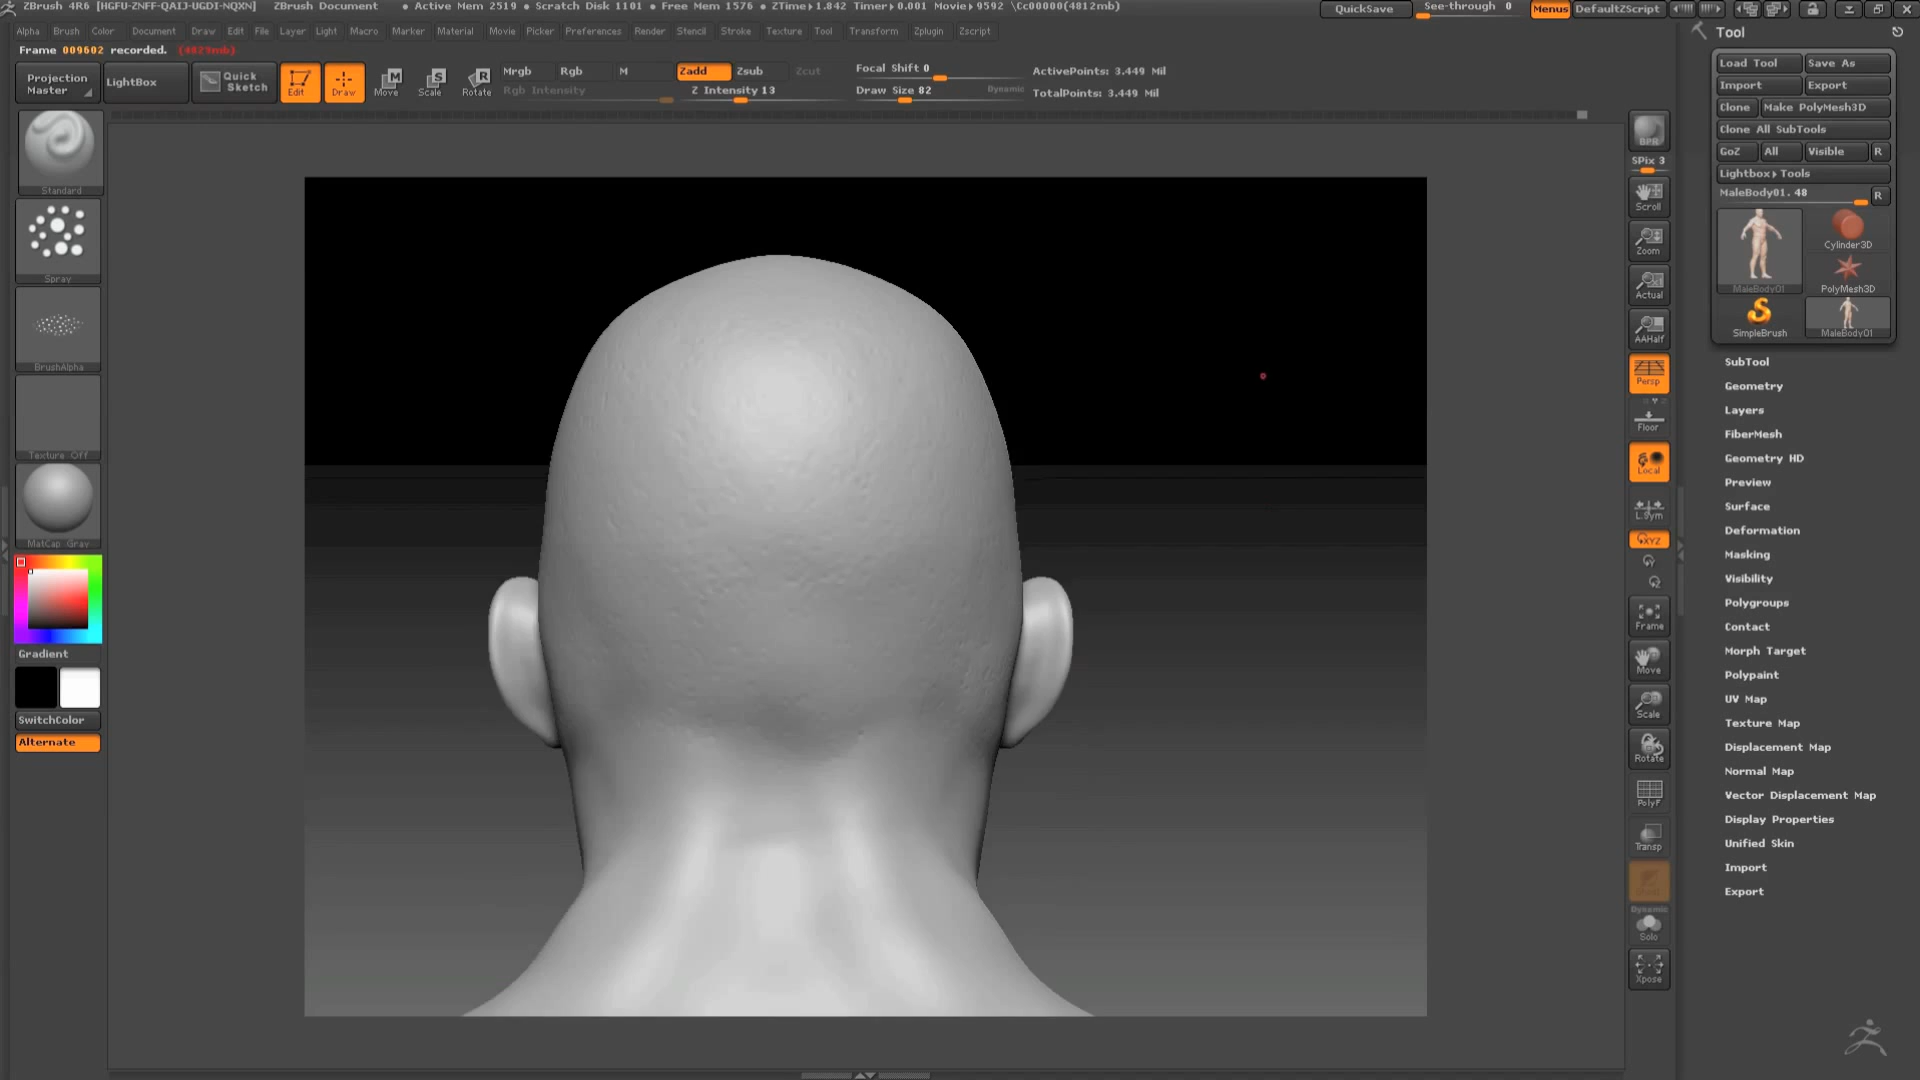 ZBrush 4R6 [HGFU-ZNFF-QAIJ-UGDI-NQXN] ZBrush Document • Active Mem 2519 • Scratch Disk 1101 • Free Mem 1576 • ZTime▸1.842 Timer▸0.001 Movie▸9592 \Cc00000(4812mb) QuickSave See-through 0 Menus DefaultZScript
Alpha Brush Color Document Draw Edit File Layer Light Macro Marker Material Movie Picker Preferences Render Stencil Stroke Texture Tool Transform Zplugin Zscript
Frame 009602 recorded. (4829mb)
Projection Master
LightBox
Quick Sketch
Edit
Draw
Move
Scale
Rotate
Mrgb Rgb M
Rgb Intensity
Zadd Zsub Zcut
Z Intensity 13
Focal Shift 0
Draw Size 82 Dynamic
ActivePoints: 3.449 Mil
TotalPoints: 3.449 Mil
Standard
Spray
BrushAlpha
Texture Off
MatCap Gray
Gradient
SwitchColor
Alternate
BPR
SPix 3
Scroll
Zoom
Actual
AAHalf
Persp
Floor
Local
L.Sym
XYZ
Frame
Move
Scale
Rotate
PolyF
Transp
Dynamic
Solo
Xpose
Tool
Load Tool Save As
Import Export
Clone Make PolyMesh3D
Clone All SubTools
GoZ All Visible R
Lightbox▸Tools
MaleBody01. 48 R
MaleBody01
Cylinder3D
PolyMesh3D
SimpleBrush
MaleBody01
SubTool
Geometry
Layers
FiberMesh
Geometry HD
Preview
Surface
Deformation
Masking
Visibility
Polygroups
Contact
Morph Target
Polypaint
UV Map
Texture Map
Displacement Map
Normal Map
Vector Displacement Map
Display Properties
Unified Skin
Import
Export